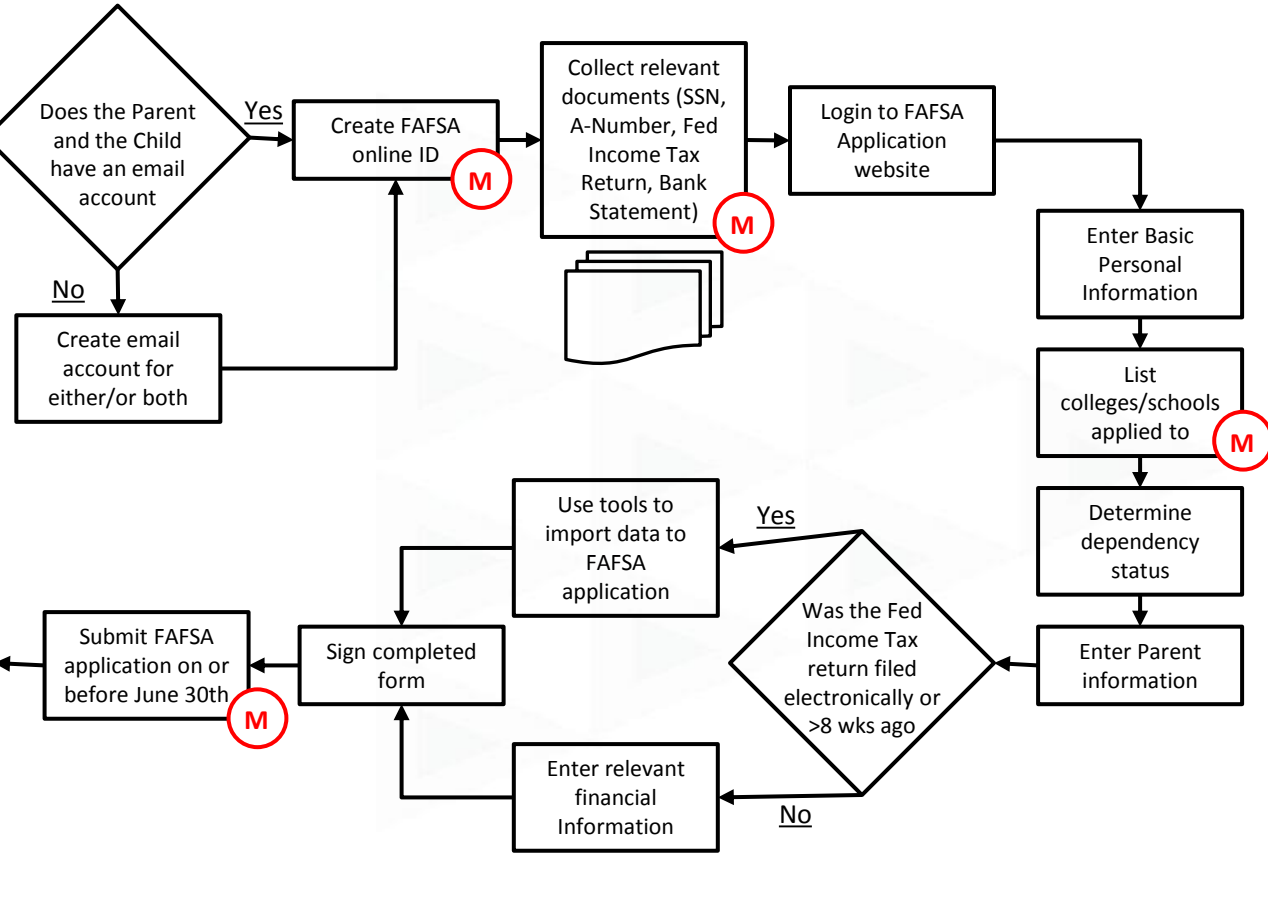 Does the Parent
and the Child
have an email
account
Yes
No
Create email
account for
either/or both
Create FAFSA
online ID
M
Collect relevant
documents (SSN,
A-Number, Fed
Income Tax
Return, Bank
Statement)
M
Login to FAFSA
Application
website
Enter Basic
Personal
Information
List
colleges/schools
applied to
M
Determine
dependency
status
Enter Parent
information
Was the Fed
Income Tax
return filed
electronically or
>8 wks ago
Yes
No
Use tools to
import data to
FAFSA
application
Enter relevant
financial
Information
Sign completed
form
Submit FAFSA
application on or
before June 30th
M